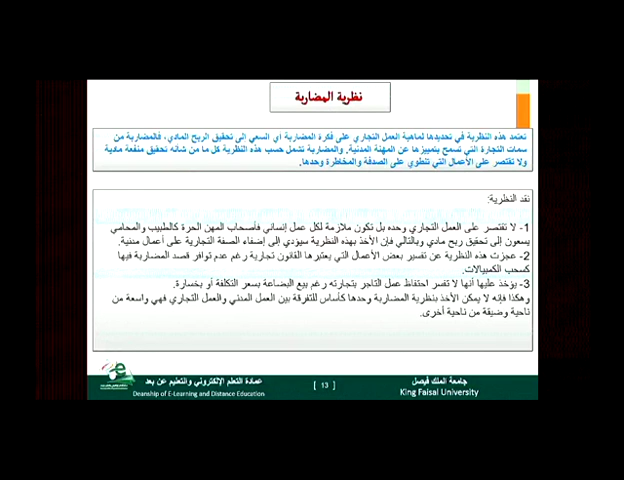 نظرية المضاربة
تعتمد هذه النظرية في تحديدها لماهية العمل التجاري على فكرة المضاربة أي السعي الى تحقيق الربح المادي، فالمضاربة من
سمات التجارة التي تسمح بتمييزها عن المهنة المدنية. والمضاربة تشمل حسب هذه النظرية كل ما من شأنه تحقيق منفعة مادية
ولا تقتصر على الأعمال التي تنطوي على الصدفة والمخاطرة وحدها.
نقد النظرية:
1- لا تقتصر على العمل التجاري وحده بل تكون ملازمة لكل عمل إنساني فأصحاب المهن الحرة كالطبيب والمحامي
يسعون إلى تحقيق ربح مادي وبالتالي فإن الأخذ بهذه النظرية سيؤدي إلى إضفاء الصفة التجارية على أعمال مدنية.
2- عجزت هذه النظرية عن تفسير بعض الأعمال التي يعتبرها القانون تجارية رغم عدم توافر قصد المضاربة فيها
كسحب الكمبيالات.
3- يؤخذ عليها أنها لا تفسر احتفاظ عمل التاجر بتجارته رغم بيع البضاعة بسعر التكلفة أو بخسارة.
وهكذا فإنه لا يمكن الأخذ بنظرية المضاربة وحدها كأساس للتفرقة بين العمل المدني والعمل التجاري فهي واسعة من
ناحية وضيقة من ناحية أخرى.
جامعة الملك فيصل
King Faisal University
[ 13 ]
عمادة التعلم الإلكتروني والتعليم عن بعد
Deanship of E-Learning and Distance Education